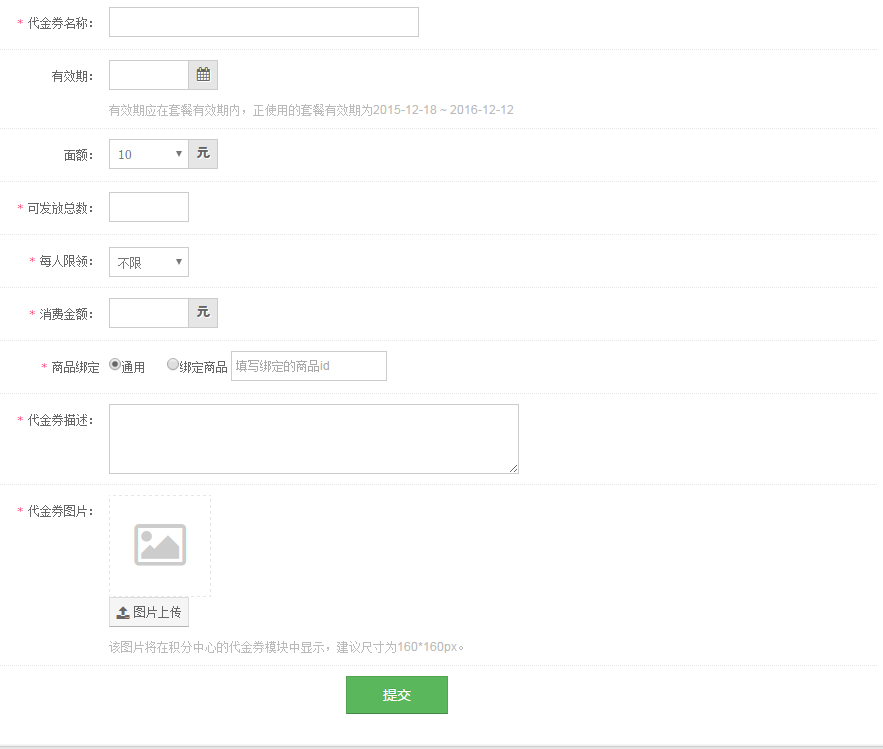 * 代金券名称：
有效期：
有效期应在套餐有效期内，正使用的套餐有效期为2015-12-18 ~ 2016-12-12
面额： 10 元
* 可发放总数：
* 每人限领： 不限
* 消费金额： 元
* 商品绑定 通用 绑定商品 填写绑定的商品id
* 代金券描述：
* 代金券图片：
图片上传
该图片将在积分中心的代金券模块中显示，建议尺寸为160*160px。
提交